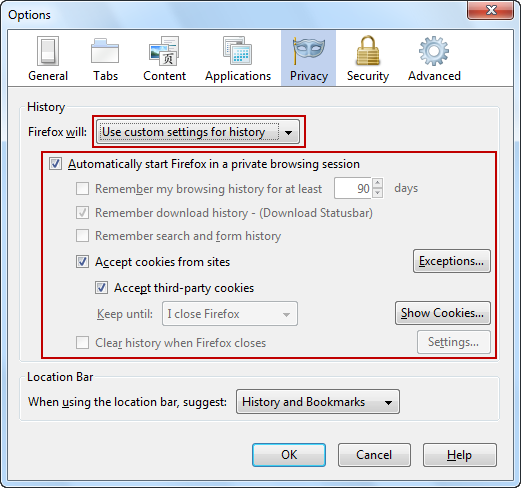 Options
General Tabs Content Applications Privacy Security Advanced
History
Firefox will: Use custom settings for history
Automatically start Firefox in a private browsing session
Remember my browsing history for at least 90 days
Remember download history - (Download Statusbar)
Remember search and form history
Accept cookies from sites Exceptions...
Accept third-party cookies
Keep until: I close Firefox Show Cookies...
Clear history when Firefox closes Settings...
Location Bar
When using the location bar, suggest: History and Bookmarks
OK Cancel Help